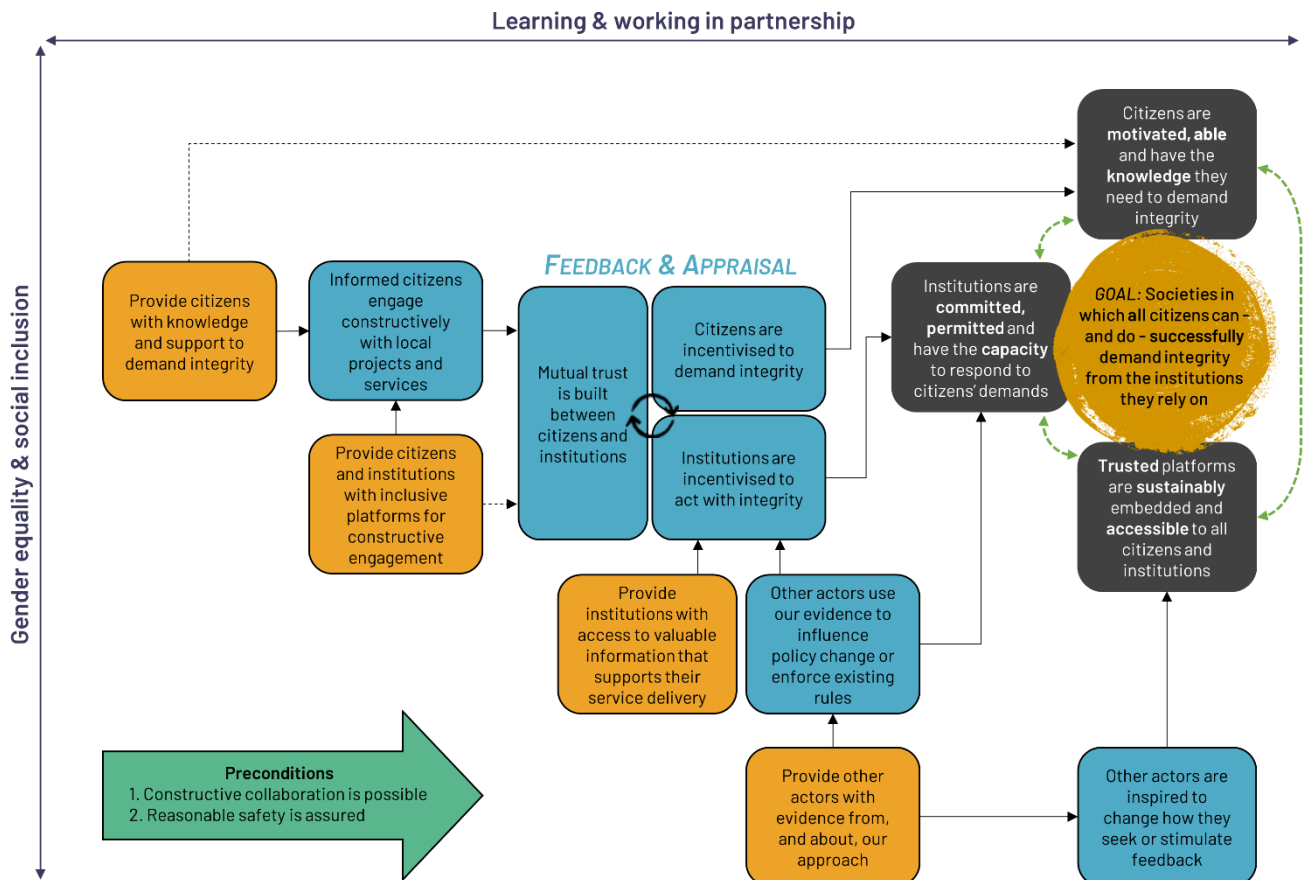 Learning & working in partnership
Gender equality & social inclusion
Citizens are
motivated, able
and have the
knowledge they
need to demand
integrity
FEEDBACK & APPRAISAL
Provide citizens
with knowledge
and support to
demand integrity
Informed citizens
engage
constructively
with local
projects and
services
Mutual trust
is built
between
citizens and
institutions
Citizens are
incentivised to
demand integrity
Institutions are
incentivised to
act with integrity
Institutions are
committed,
permitted and
have the capacity
to respond to
citizens’ demands
GOAL: Societies in
which all citizens can -
and do - successfully
demand integrity
from the institutions
they rely on
Provide citizens
and institutions
with inclusive
platforms for
constructive
engagement
Trusted platforms
are sustainably
embedded and
accessible to all
citizens and
institutions
Provide
institutions with
access to valuable
information that
supports their
service delivery
Other actors use
our evidence to
influence
policy change or
enforce existing
rules
Preconditions
1. Constructive collaboration is possible
2. Reasonable safety is assured
Provide other
actors with
evidence from,
and about, our
approach
Other actors are
inspired to
change how they
seek or stimulate
feedback